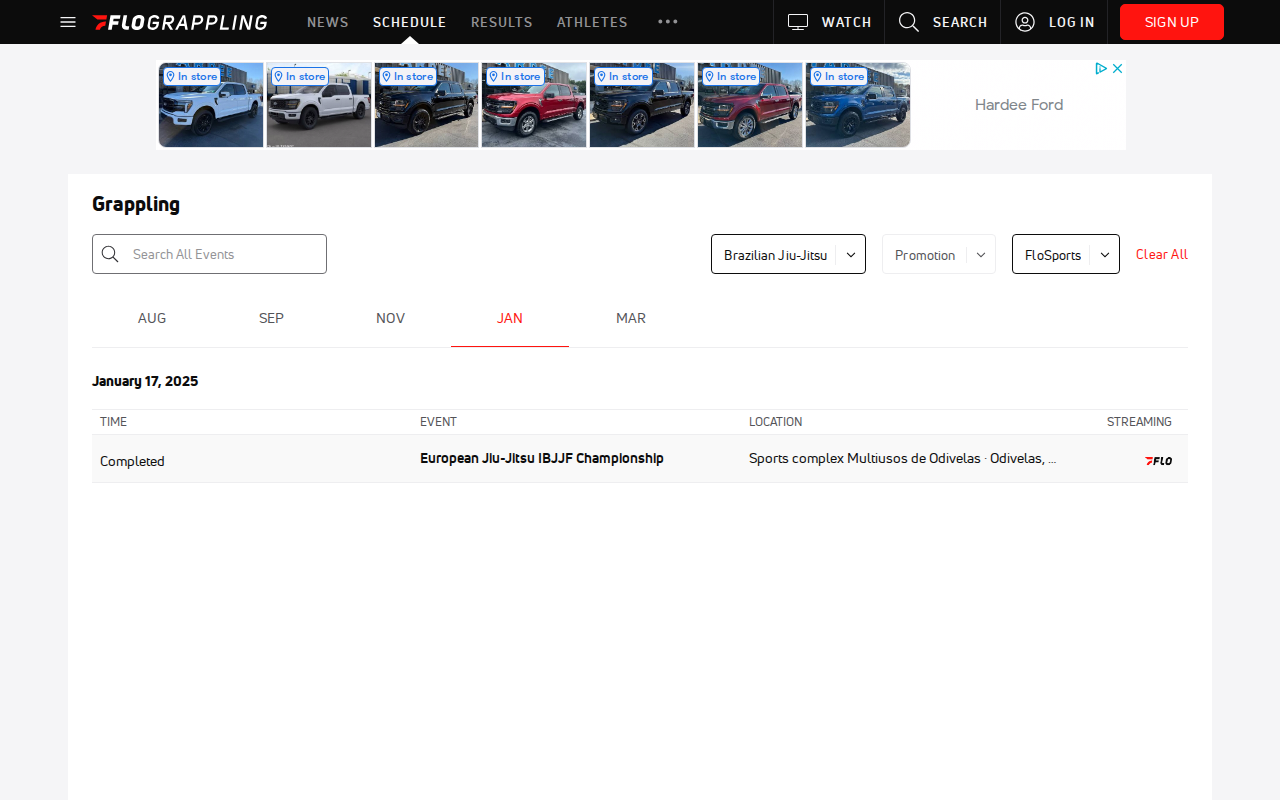 FLOGRAPPLING NEWS SCHEDULE RESULTS ATHLETES ••• WATCH SEARCH LOG IN SIGN UP
In store In store In store In store In store In store In store
Hardee Ford
Grappling
Search All Events Brazilian Jiu-Jitsu Promotion FloSports Clear All
AUG SEP NOV JAN MAR
January 17, 2025
TIME EVENT LOCATION STREAMING
Completed European Jiu-Jitsu IBJJF Championship Sports complex Multiusos de Odivelas · Odivelas, ... FLO